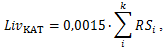 Liv_КАТ = 0,0015 · ∑_i^k RS_i,